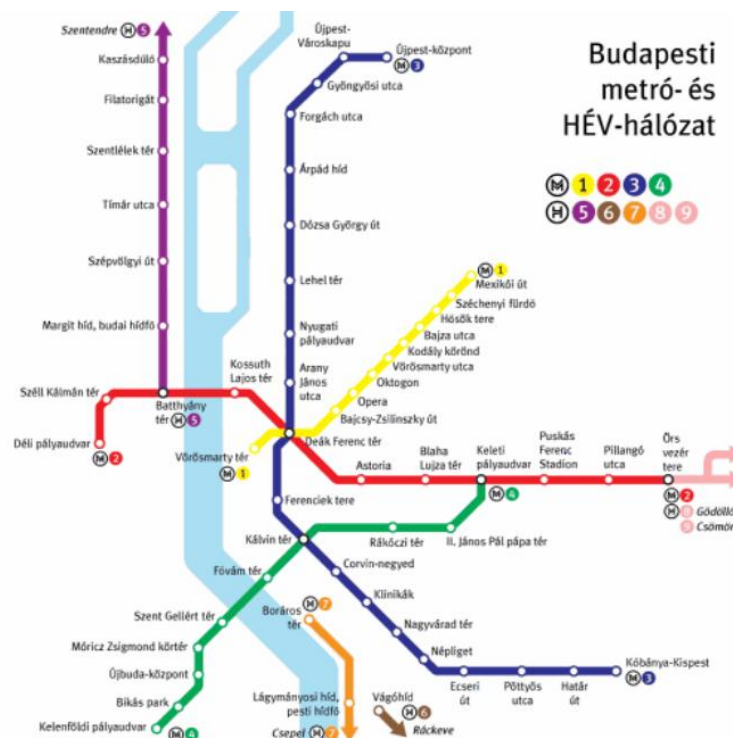 Budapesti
metró- és
HÉV-hálózat
M 1 2 3 4
H 5 6 7 8 9
Szentendre H 5
Kaszásdűlő
Filatorigát
Szentlélek tér
Tímár utca
Szépvölgyi út
Margit híd, budai hídfő
Újpest-
Városkapu
Újpest-központ
M 3
Gyöngyösi utca
Forgách utca
Árpád híd
Dózsa György út
Lehel tér
Nyugati
pályaudvar
Arany
János
utca
M 1
Mexikói út
Széchenyi fürdő
Hősök tere
Bajza utca
Kodály körönd
Vörösmarty utca
Oktogon
Opera
Bajcsy-Zsilinszky út
Deák Ferenc tér
Vörösmarty tér
M 1
Széll Kálmán tér
Déli pályaudvar
M 2
Batthyány
tér H 5
Kossuth
Lajos tér
Astoria
Blaha
Lujza tér
Keleti
pályaudvar
M 4
Puskás
Ferenc
Stadion
Pillangó
utca
Örs
vezér
tere
M 2
H 8 Gödöllő
9 Csömör
Ferenciek tere
Kálvin tér
Rákóczi tér
II. János Pál pápa tér
Fővám tér
Szent Gellért tér
Móricz Zsigmond körtér
Újbuda-központ
Bikás park
Kelenföldi pályaudvar
M 4
Corvin-negyed
Klinikák
Nagyvárad tér
Népliget
Ecseri
út
Pöttyös
utca
Határ
út
Kőbánya-Kispest
M 3
H 7
Boráros
tér
Lágymányosi híd,
pesti hídfő
Csepel H 7
Vágóhíd
H 6
Ráckeve